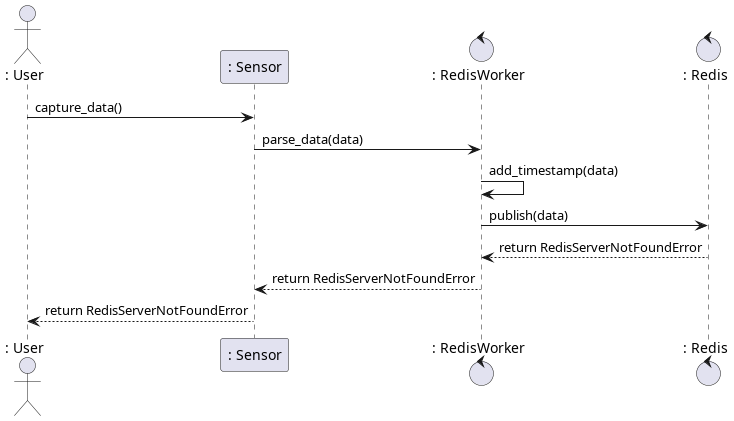 : User
: Sensor
: RedisWorker
: Redis
capture_data()
parse_data(data)
add_timestamp(data)
publish(data)
return RedisServerNotFoundError
return RedisServerNotFoundError
return RedisServerNotFoundError
: User
: Sensor
: RedisWorker
: Redis